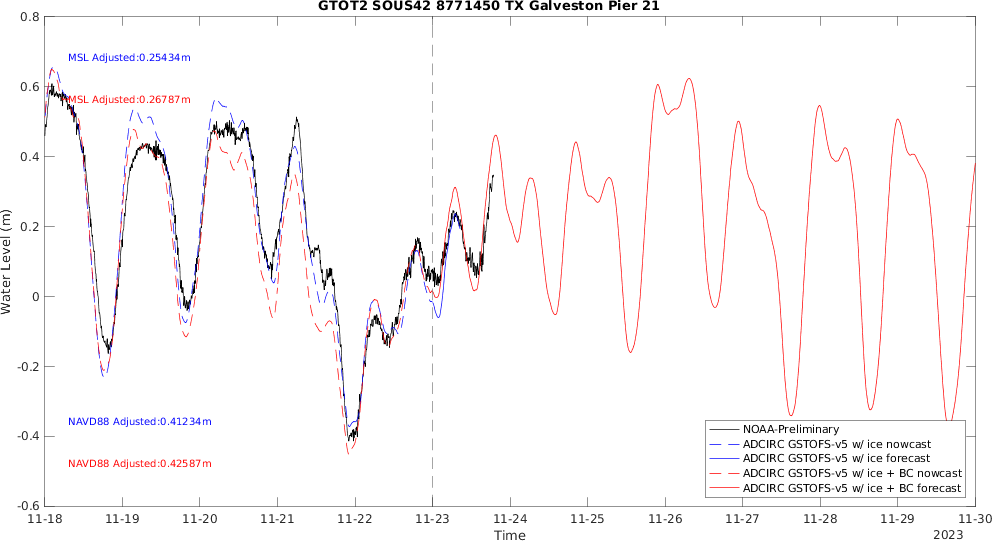 GTOT2 SOUS42 8771450 TX Galveston Pier 21
0.8
0.6
0.4
0.2
0
-0.2
-0.4
-0.6
Water Level (m)
MSL Adjusted:0.25434m
MSL Adjusted:0.26787m
NAVD88 Adjusted:0.41234m
NAVD88 Adjusted:0.42587m
NOAA-Preliminary
ADCIRC GSTOFS-v5 w/ ice nowcast
ADCIRC GSTOFS-v5 w/ ice forecast
ADCIRC GSTOFS-v5 w/ ice + BC nowcast
ADCIRC GSTOFS-v5 w/ ice + BC forecast
11-18 11-19 11-20 11-21 11-22 11-23 11-24 11-25 11-26 11-27 11-28 11-29 11-30
Time
2023